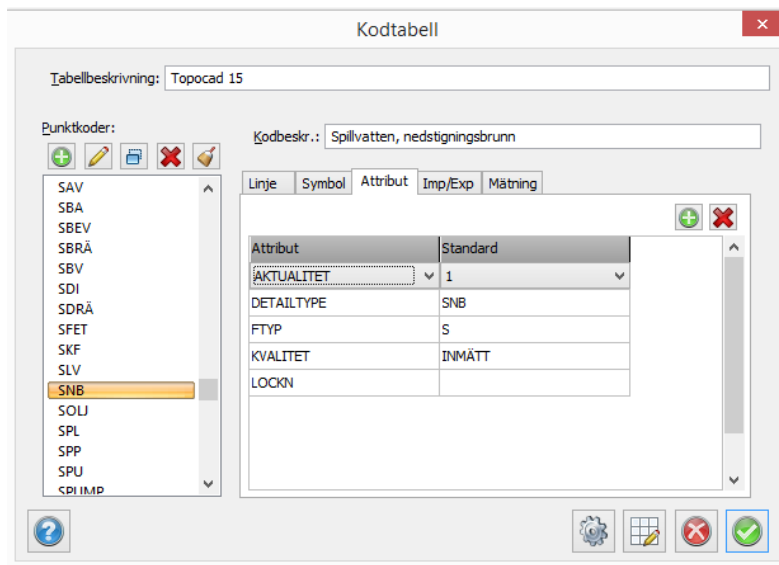 Kodtabell
Tabellbeskrivning: Topocad 15
Punktkoder:
Kodbeskr.: Spillvatten, nedstigningsbrunn
SAV
SBA
SBEV
SBRÄ
SBV
SDI
SDRÄ
SFET
SKF
SLV
SNB
SOLJ
SPL
SPP
SPU
SPUMP
Linje Symbol Attribut Imp/Exp Mätning
Attribut Standard
AKTUALITET 1
DETAILTYPE SNB
FTYP S
KVALITET INMÄTT
LOCKN